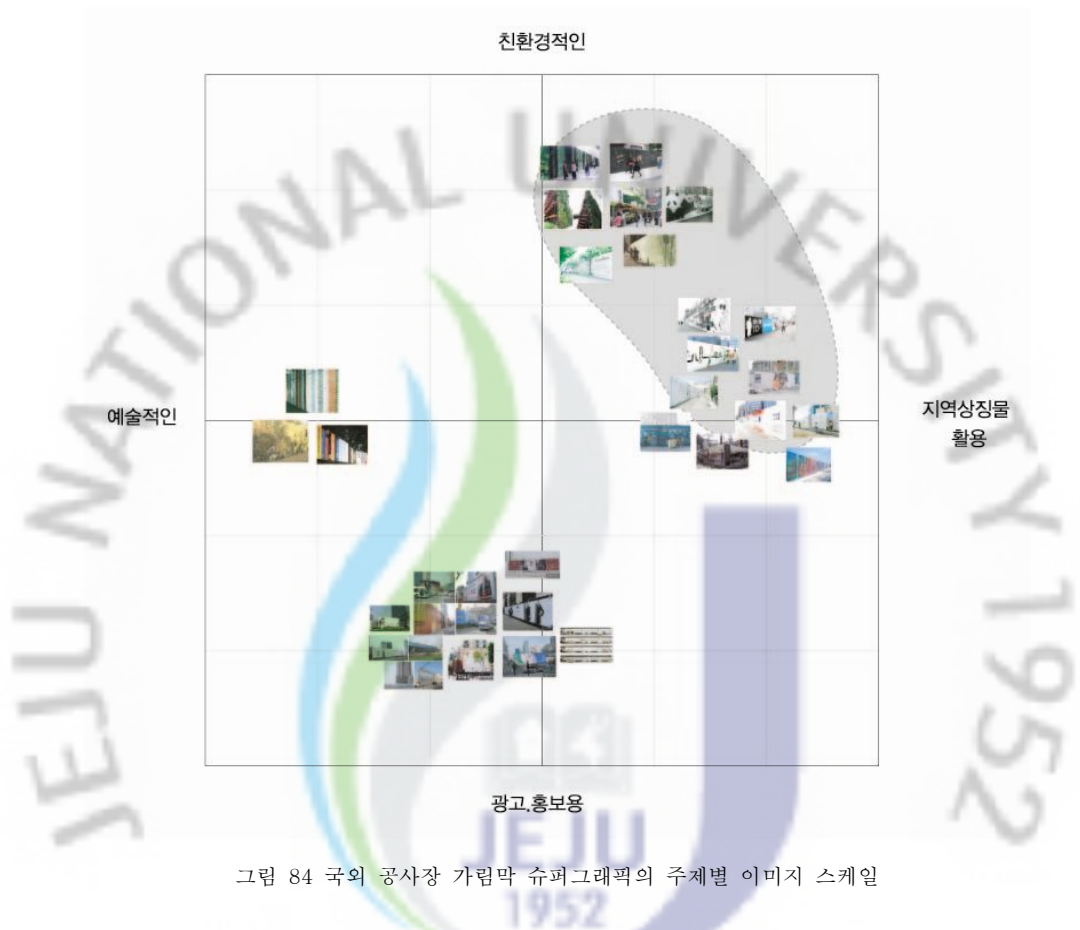 친환경적인
예술적인
지역상징물
활용
광고.홍보용
그림 84 국외 공사장 가림막 슈퍼그래픽의 주제별 이미지 스케일
JEJU NATIONAL UNIVERSITY 1952
JEJU
1952